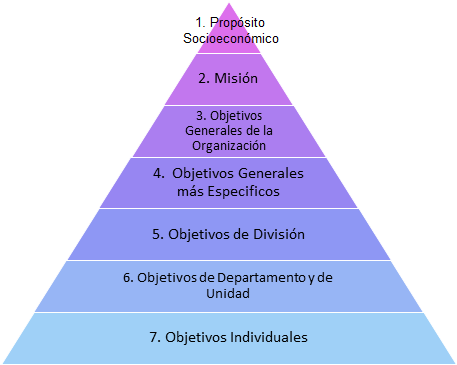 1. Propósito
Socioeconómico
2. Misión
3. Objetivos
Generales de la
Organización
4. Objetivos Generales
más Especificos
5. Objetivos de División
6. Objetivos de Departamento y de
Unidad
7. Objetivos Individuales